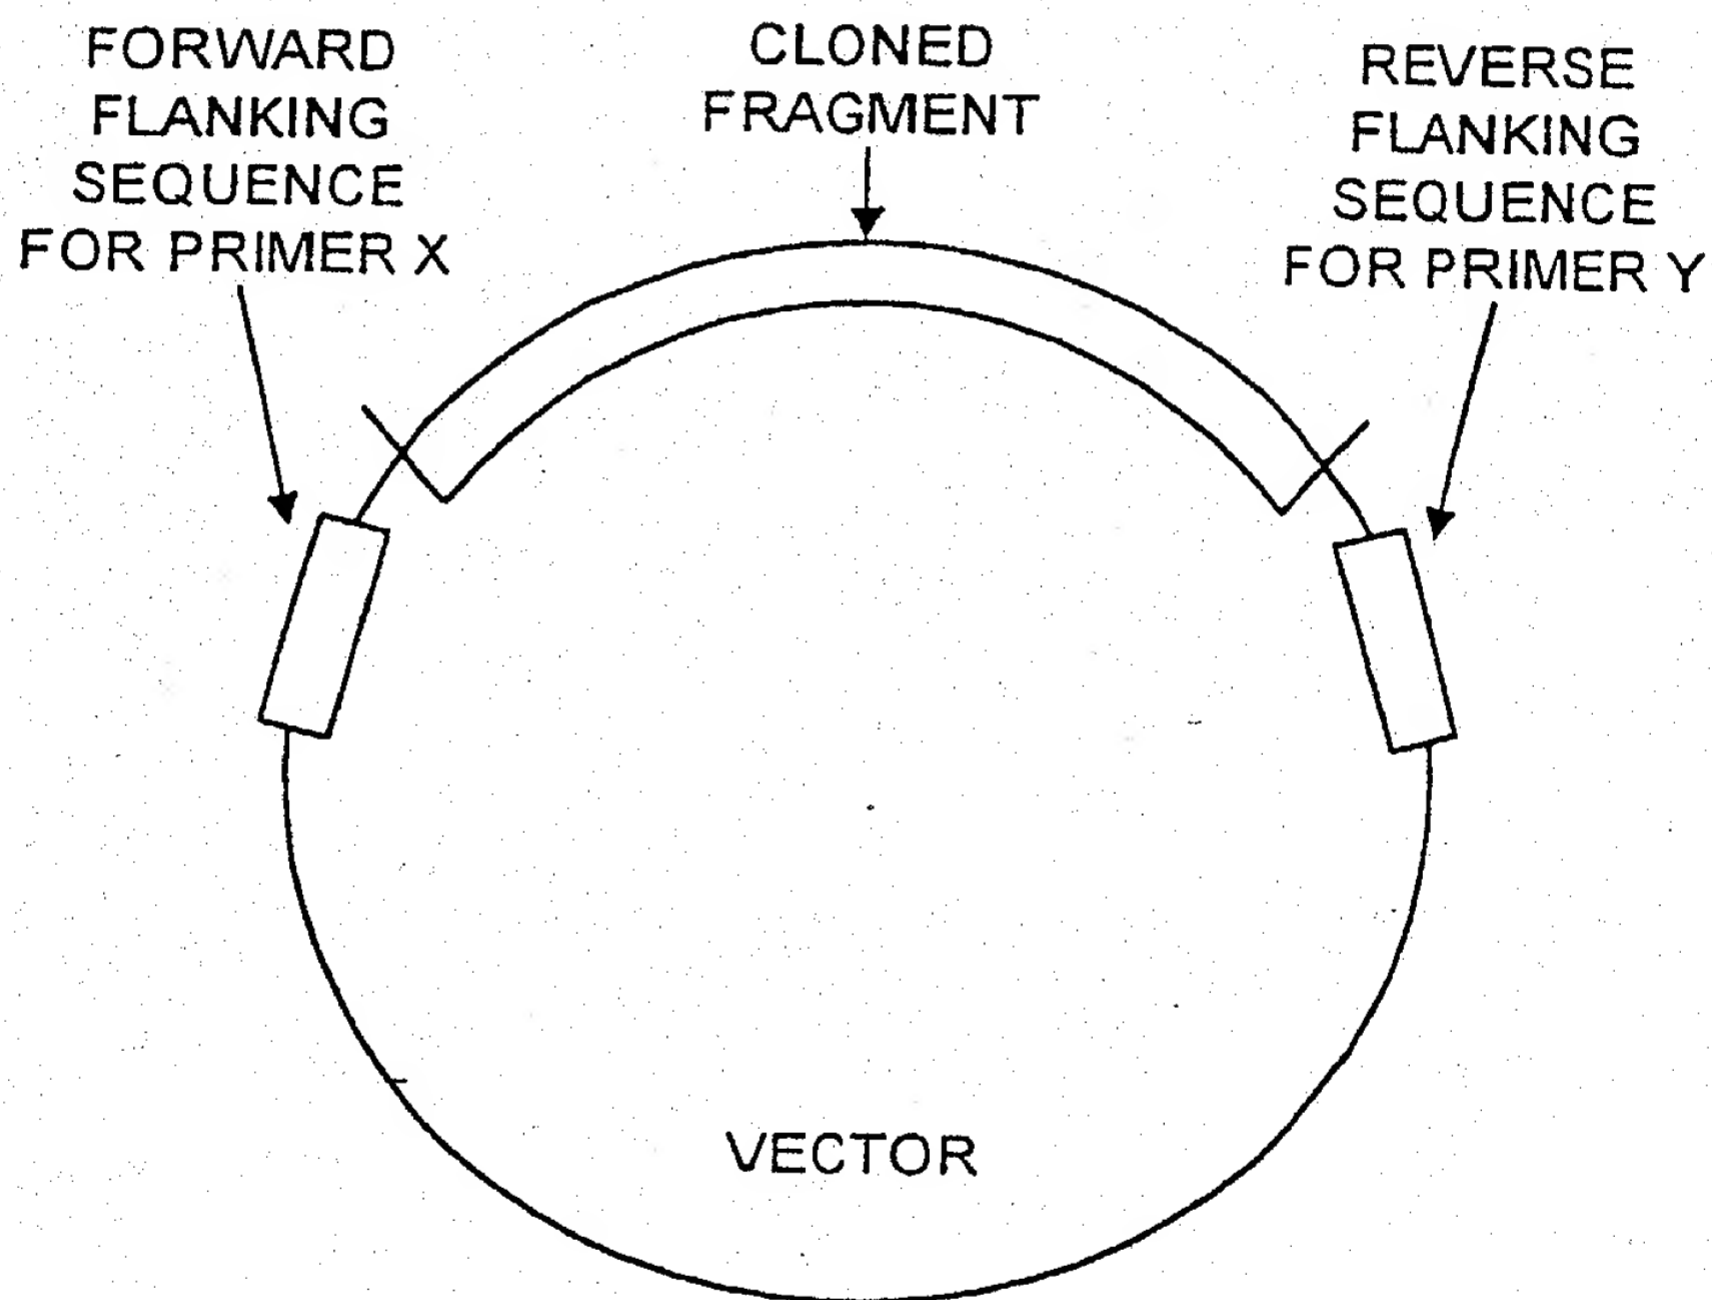 FORWARD
FLANKING
SEQUENCE
FOR PRIMER X
CLONED
FRAGMENT
REVERSE
FLANKING
SEQUENCE
FOR PRIMER Y
VECTOR